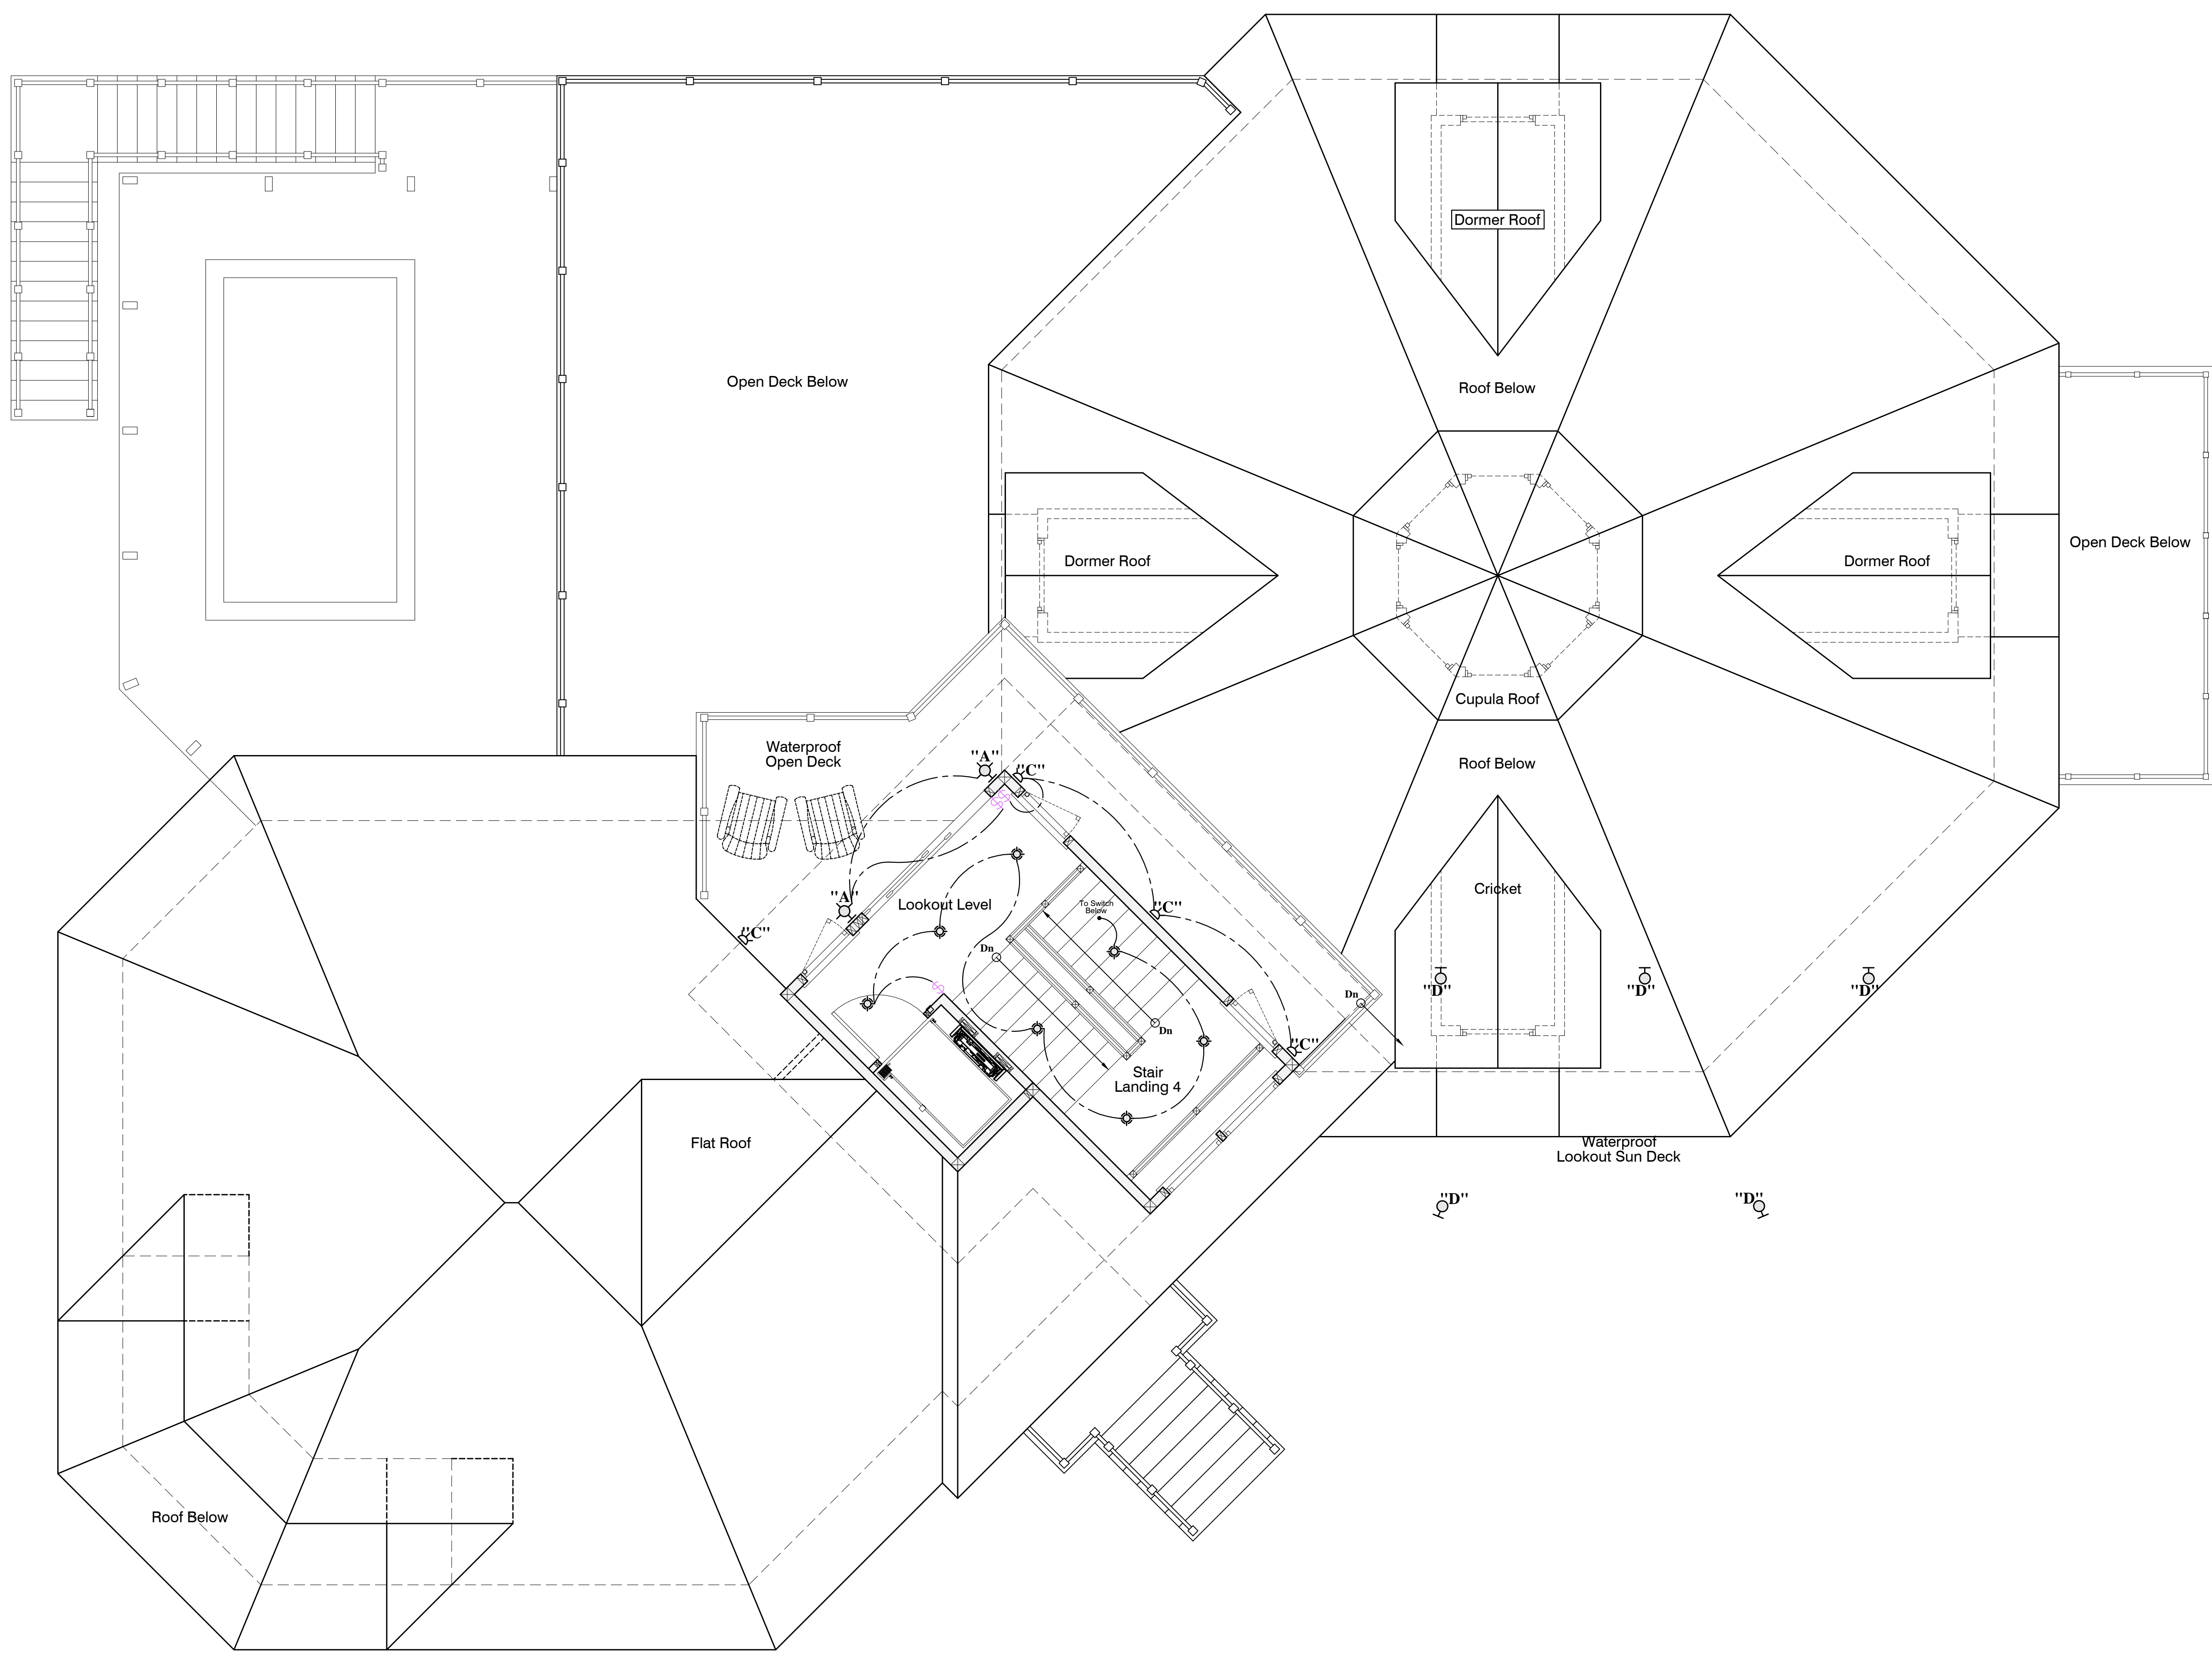 Dormer Roof
Open Deck Below
Roof Below
Open Deck Below
Dormer Roof
Dormer Roof
Cupula Roof
Waterproof
Open Deck
"A"
"C"
Roof Below
$$
"A"
Lookout Level
To Switch
Below
"C"
Cricket
"C"
Dn
"D"
"D"
"D"
$
Dn
Dn
"C"
Stair
Landing 4
Flat Roof
Waterproof
Lookout Sun Deck
"D"
"D"
Roof Below